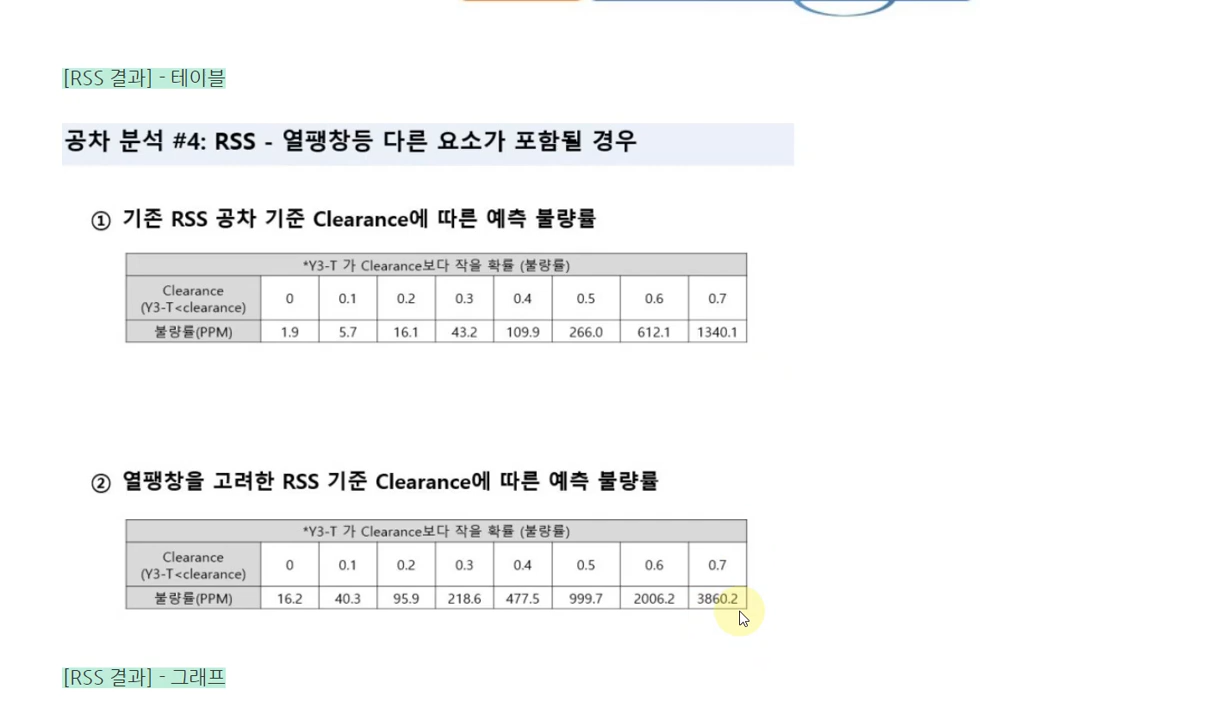 [RSS 결과] - 테이블
공차 분석 #4: RSS - 열팽창등 다른 요소가 포함될 경우
① 기존 RSS 공차 기준 Clearance에 따른 예측 불량률
*Y3-T 가 Clearance보다 작을 확률 (불량률)
Clearance
(Y3-T<clearance) 0 0.1 0.2 0.3 0.4 0.5 0.6 0.7
불량률(PPM) 1.9 5.7 16.1 43.2 109.9 266.0 612.1 1340.1
② 열팽창을 고려한 RSS 기준 Clearance에 따른 예측 불량률
*Y3-T 가 Clearance보다 작을 확률 (불량률)
Clearance
(Y3-T<clearance) 0 0.1 0.2 0.3 0.4 0.5 0.6 0.7
불량률(PPM) 16.2 40.3 95.9 218.6 477.5 999.7 2006.2 3860.2
[RSS 결과] - 그래프